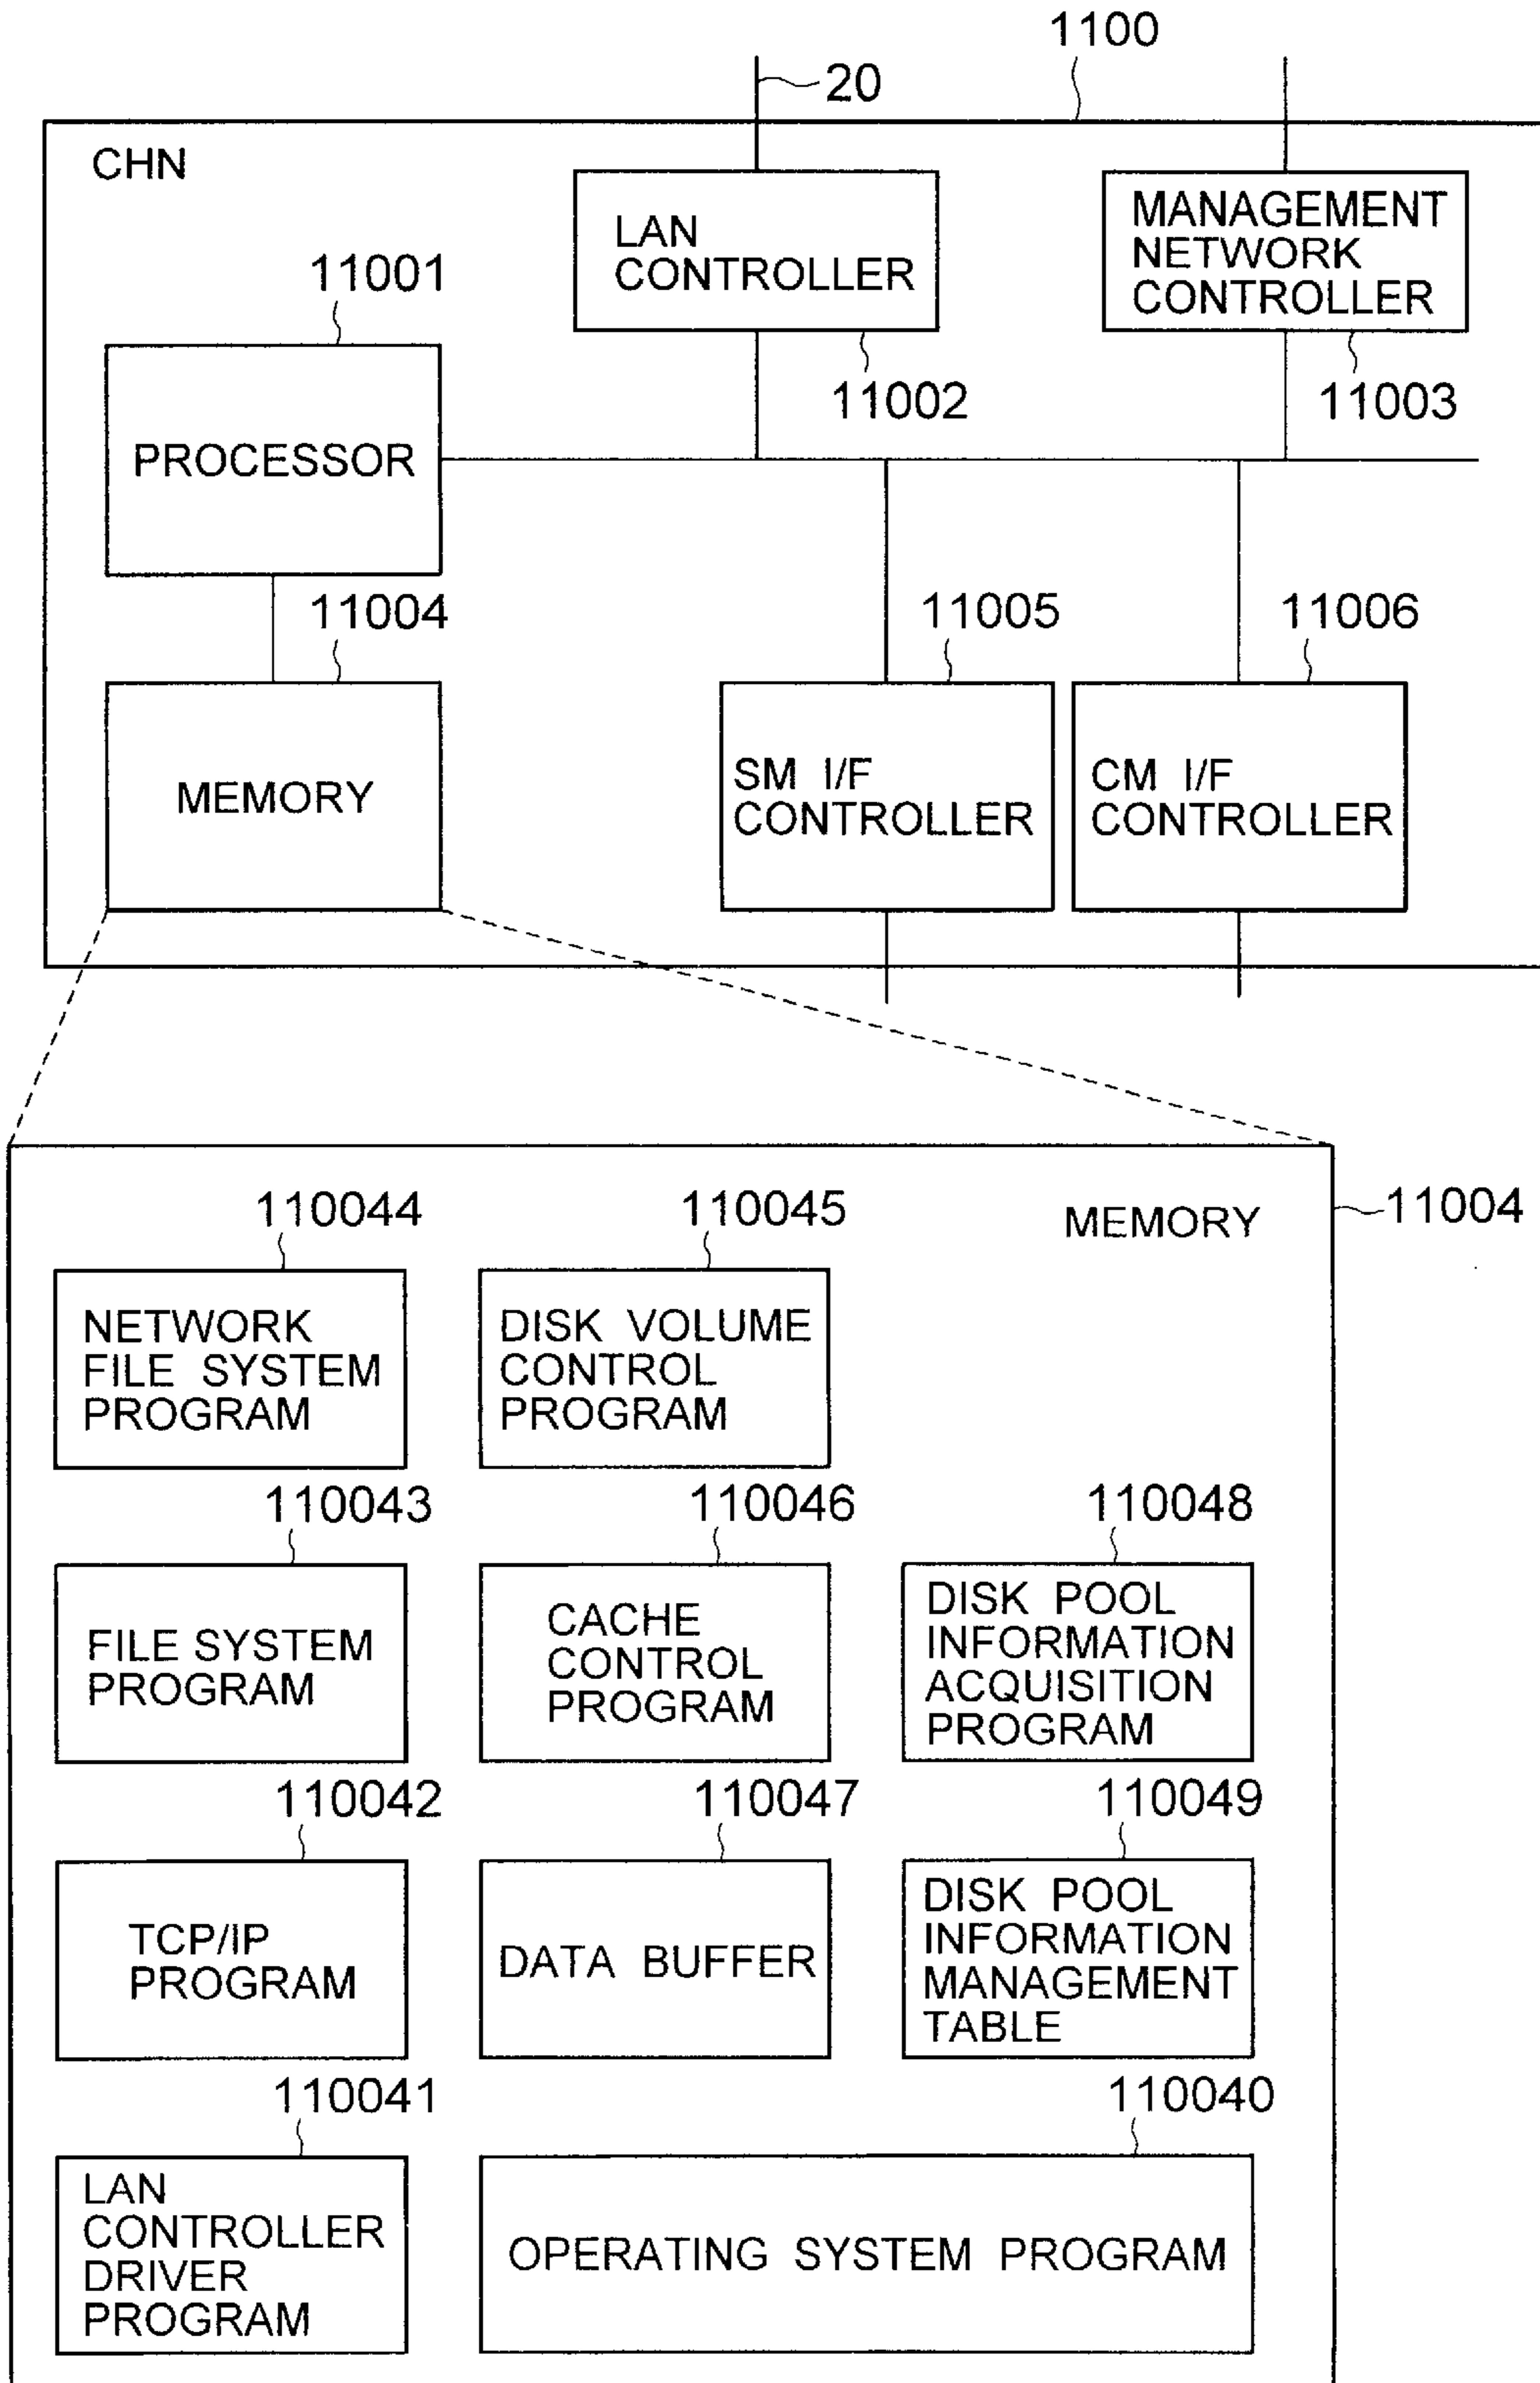 1100
20
CHN
LAN
CONTROLLER
MANAGEMENT
NETWORK
CONTROLLER
11001
11002
11003
PROCESSOR
11004
11005
11006
MEMORY
SM I/F
CONTROLLER
CM I/F
CONTROLLER
110044
110045
MEMORY
11004
NETWORK
FILE SYSTEM
PROGRAM
DISK VOLUME
CONTROL
PROGRAM
110043
110046
110048
FILE SYSTEM
PROGRAM
CACHE
CONTROL
PROGRAM
DISK POOL
INFORMATION
ACQUISITION
PROGRAM
110042
110047
110049
TCP/IP
PROGRAM
DATA BUFFER
DISK POOL
INFORMATION
MANAGEMENT
TABLE
110041
110040
LAN
CONTROLLER
DRIVER
PROGRAM
OPERATING SYSTEM PROGRAM